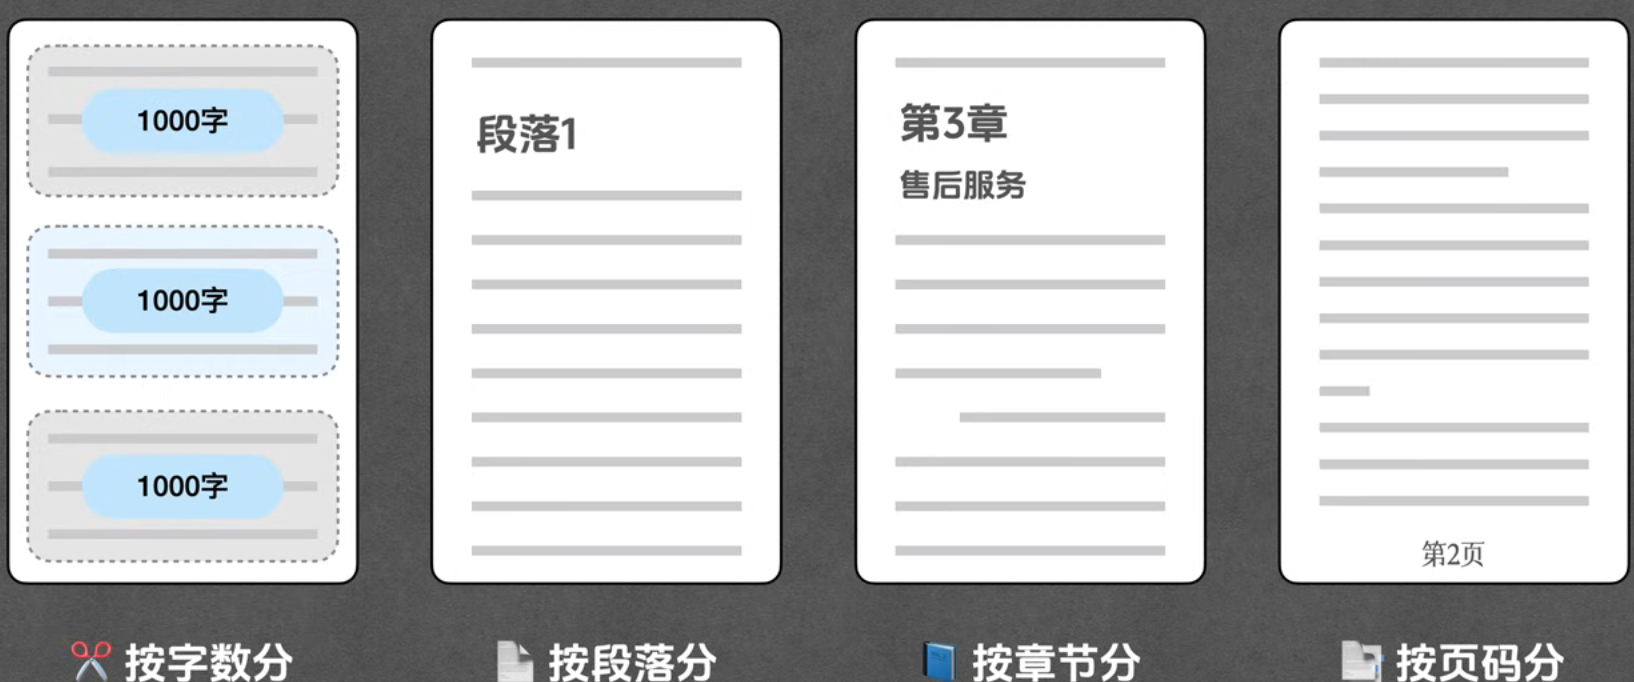 1000字
1000字
1000字
按字数分
段落1
按段落分
第3章
售后服务
按章节分
第2页
按页码分